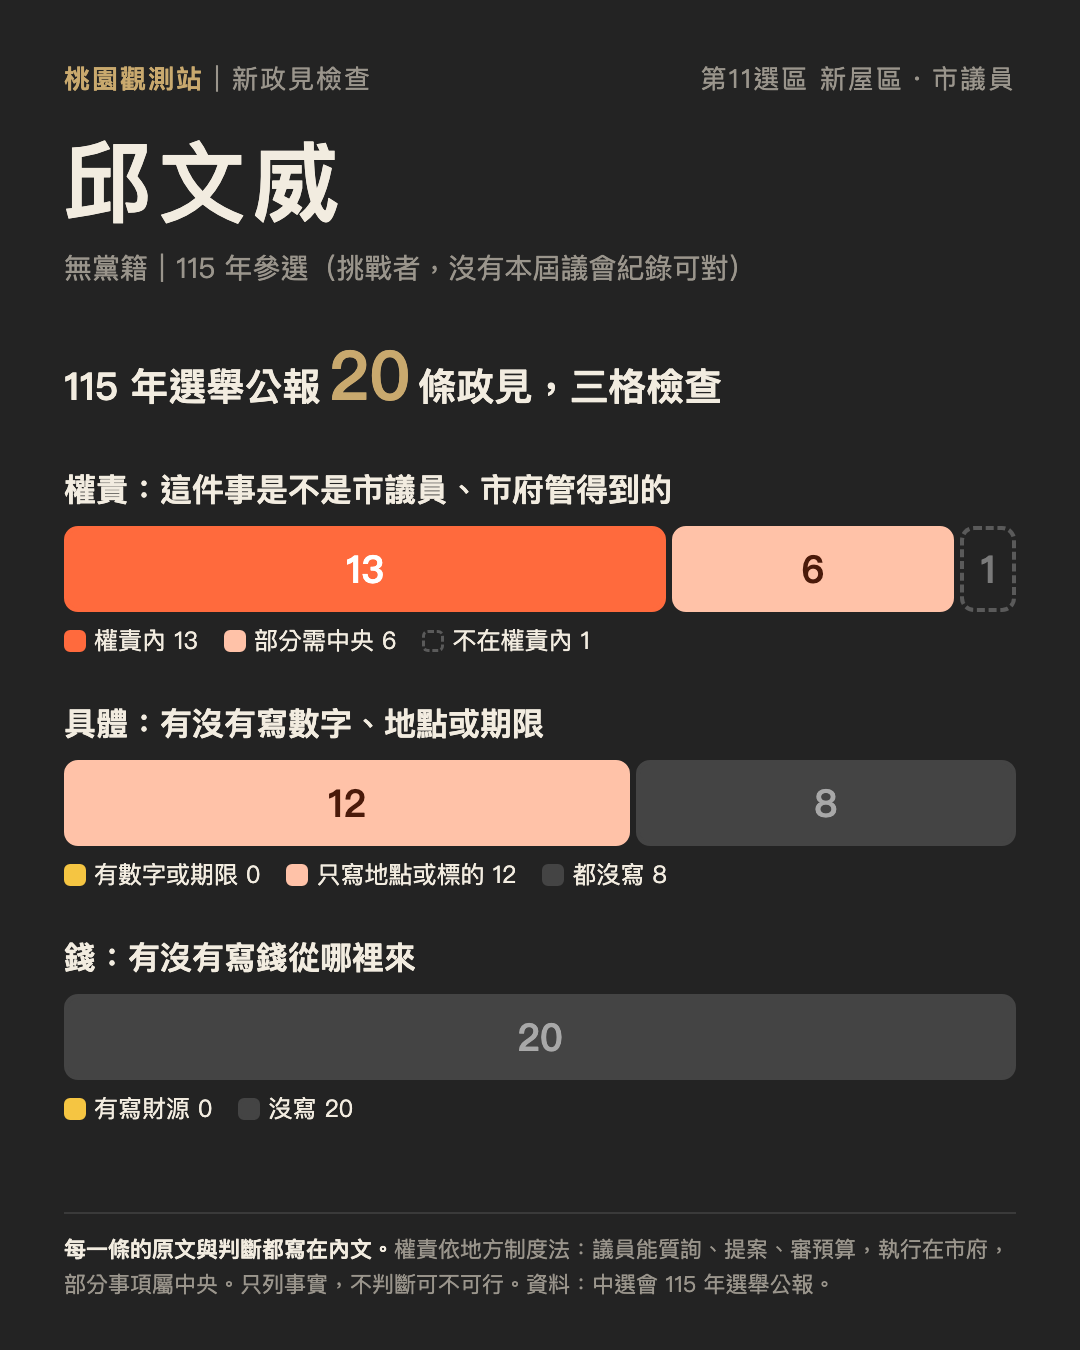 桃園觀測站｜新政見檢查
第11選區 新屋區・市議員
邱文威
無黨籍｜115 年參選（挑戰者，沒有本屆議會紀錄可對）
115 年選舉公報 20 條政見，三格檢查
權責：這件事是不是市議員、市府管得到的
13 6 1
權責內 13 部分需中央 6 不在權責內 1
具體：有沒有寫數字、地點或期限
12 8
有數字或期限 0 只寫地點或標的 12 都沒寫 8
錢：有沒有寫錢從哪裡來
20
有寫財源 0 沒寫 20
每一條的原文與判斷都寫在內文。權責依地方制度法：議員能質詢、提案、審預算，執行在市府，
部分事項屬中央。只列事實，不判斷可不可行。資料：中選會 115 年選舉公報。